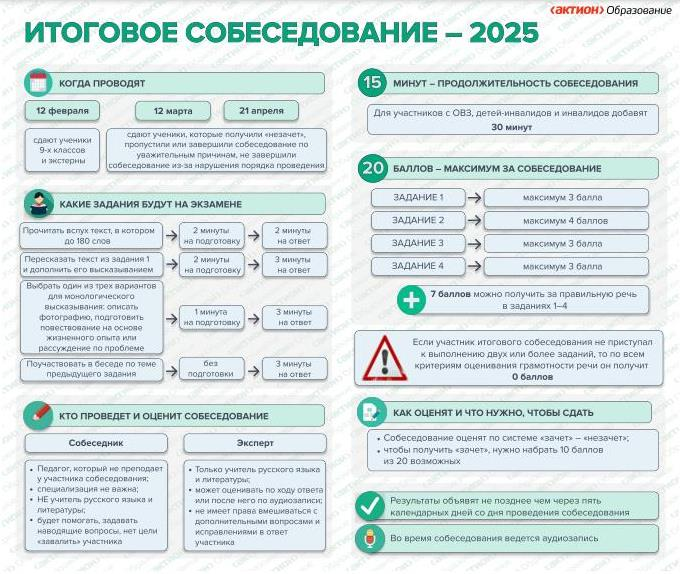 ‹АКТИОН› Образование
ИТОГОВОЕ СОБЕСЕДОВАНИЕ – 2025
КОГДА ПРОВОДЯТ
12 февраля
12 марта
21 апреля
сдают ученики
9-х классов
и экстерны
сдают ученики, которые получили «незачет»,
пропустили или завершили собеседование по
уважительным причинам, не завершили
собеседование из-за нарушения порядка проведения
КАКИЕ ЗАДАНИЯ БУДУТ НА ЭКЗАМЕНЕ
Прочитать вслух текст, в котором
до 180 слов
2 минуты
на подготовку
2 минуты
на ответ
Пересказать текст из задания 1
и дополнить его высказыванием
2 минуты
на подготовку
3 минуты
на ответ
Выбрать один из трех вариантов
для монологического
высказывания: описать
фотографию, подготовить
повествование на основе
жизненного опыта или
рассуждение по проблеме
1 минута
на подготовку
3 минуты
на ответ
Поучаствовать в беседе по теме
предыдущего задания
без
подготовки
3 минуты
на ответ
КТО ПРОВЕДЕТ И ОЦЕНИТ СОБЕСЕДОВАНИЕ
Собеседник
• Педагог, который не преподает
у участника собеседования;
• специализация не важна;
• НЕ учитель русского языка и
литературы;
• будет помогать, задавать
наводящие вопросы, нет цели
«завалить» участника
Эксперт
• Только учитель русского языка
и литературы;
• может оценивать по ходу ответа
или после него по аудиозаписи;
• не имеет права вмешиваться с
дополнительными вопросами и
исправлениями в ответ
участника
15 МИНУТ – ПРОДОЛЖИТЕЛЬНОСТЬ СОБЕСЕДОВАНИЯ
Для участников с ОВЗ, детей-инвалидов и инвалидов добавят
30 минут
20 БАЛЛОВ – МАКСИМУМ ЗА СОБЕСЕДОВАНИЕ
ЗАДАНИЕ 1
максимум 3 балла
ЗАДАНИЕ 2
максимум 4 баллов
ЗАДАНИЕ 3
максимум 3 балла
ЗАДАНИЕ 4
максимум 3 балла
7 баллов можно получить за правильную речь
в заданиях 1–4
Если участник итогового собеседования не приступал
к выполнению двух или более заданий, то по всем
критериям оценивания грамотности речи он получит
0 баллов
КАК ОЦЕНЯТ И ЧТО НУЖНО, ЧТОБЫ СДАТЬ
• Собеседование оценят по системе «зачет» – «незачет»;
• чтобы получить «зачет», нужно набрать 10 баллов
из 20 возможных
Результаты объявят не позднее чем через пять
календарных дней со дня проведения собеседования
Во время собеседования ведется аудиозапись